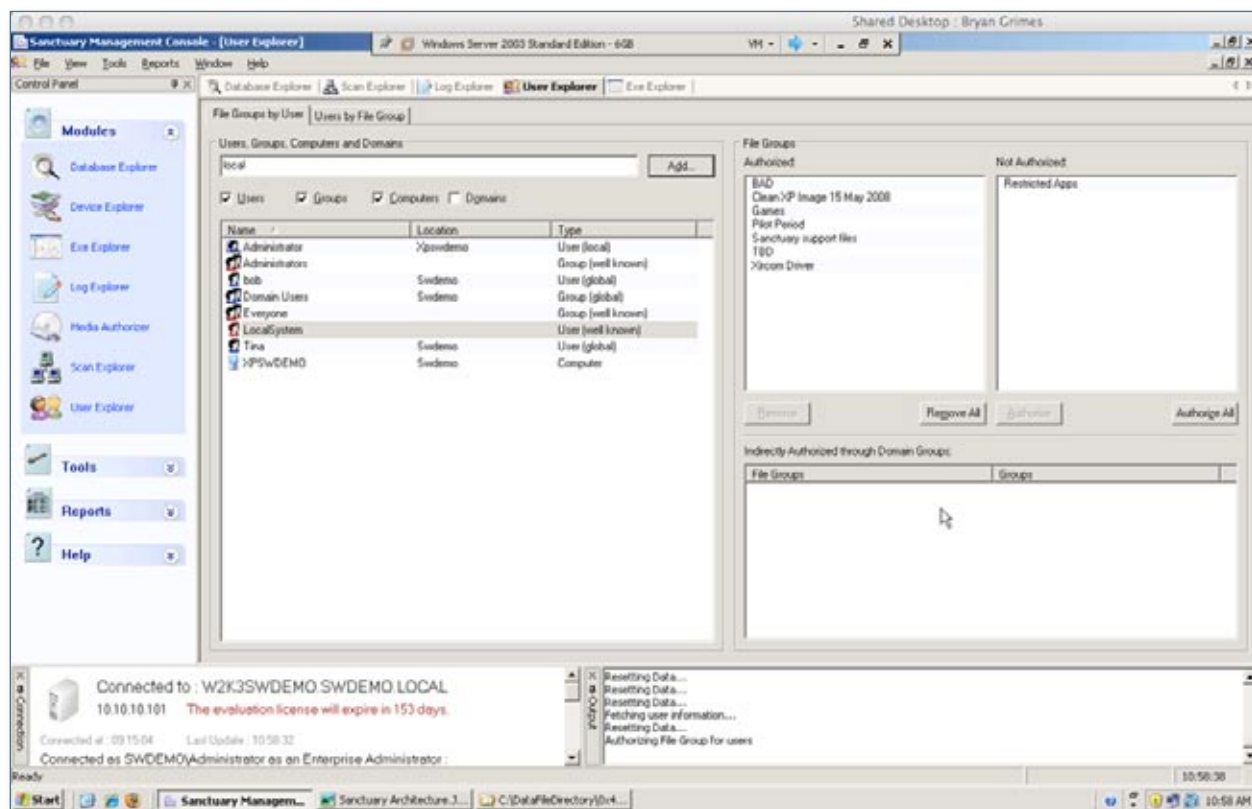 Shared Desktop : Bryan Grimes
Sanctuary Management Console - [User Explorer]
Windows Server 2003 Standard Edition - 6GB
VM
File View Tools Reports Window Help
Control Panel
Database Explorer Scan Explorer Log Explorer User Explorer Exe Explorer
File Groups by User Users by File Group
Modules
Database Explorer
Device Explorer
Exe Explorer
Log Explorer
Media Authorizer
Scan Explorer
User Explorer
Tools
Reports
Help
Users, Groups, Computers and Domains
local Add...
Users Groups Computers Domains
Name Location Type
Administrator Xpswdemo User (local)
Administrators Group (well known)
bob Swdemo User (global)
Domain Users Swdemo Group (global)
Everyone Group (well known)
LocalSystem User (well known)
Tina Swdemo User (global)
XPSWDEMO Swdemo Computer
File Groups
Authorized Not Authorized
BAD
Clean XP Image 15 May 2008
Games
Pilot Period
Sanctuary support files
TBD
Xircom Driver
Restricted Apps
Remove Remove All Authorize Authorize All
Indirectly Authorized through Domain Groups:
File Groups Groups
Connection
Connected to : W2K3SWDEMO.SWDEMO.LOCAL
10.10.10.101 The evaluation license will expire in 153 days.
Connected at : 09:15:04 Last Update : 10:58:32
Connected as SWDEMO\Administrator as an Enterprise Administrator :
Output
Resetting Data...
Resetting Data...
Resetting Data...
Fetching user information...
Resetting Data...
Authorizing File Group for users
Ready 10:58:38
Start Sanctuary Managem... Sanctuary Architecture.J... C:\DataFileDirectory\0x4... 10:58 AM